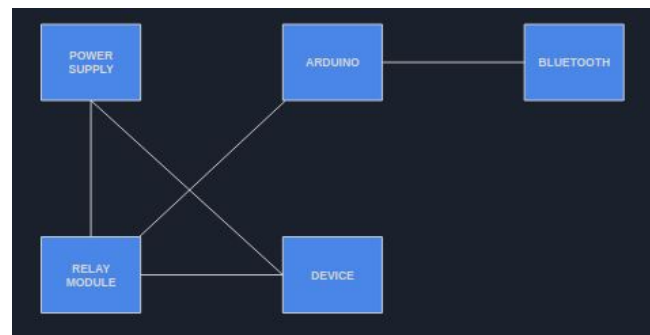 POWER
SUPPLY
ARDUINO
BLUETOOTH
RELAY
MODULE
DEVICE